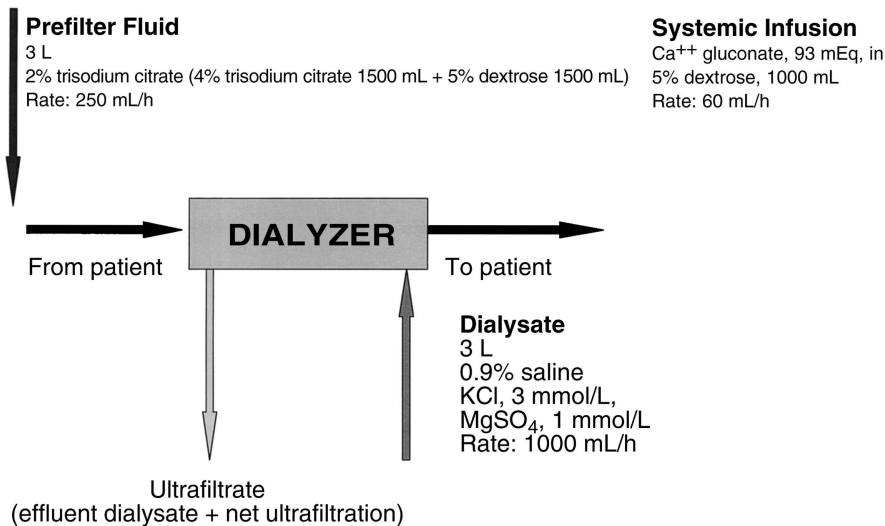 Prefilter Fluid
3 L
2% trisodium citrate (4% trisodium citrate 1500 mL + 5% dextrose 1500 mL)
Rate: 250 mL/h
Systemic Infusion
Ca⁺⁺ gluconate, 93 mEq, in
5% dextrose, 1000 mL
Rate: 60 mL/h
DIALYZER
From patient
To patient
Dialysate
3 L
0.9% saline
KCl, 3 mmol/L,
MgSO₄, 1 mmol/L
Rate: 1000 mL/h
Ultrafiltrate
(effluent dialysate + net ultrafiltration)